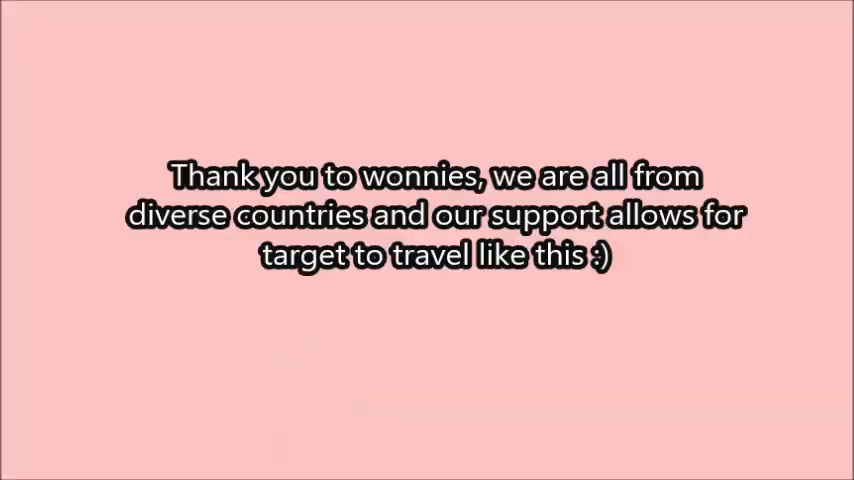 Thank you to wonnies, we are all from
diverse countries and our support allows for
target to travel like this :)